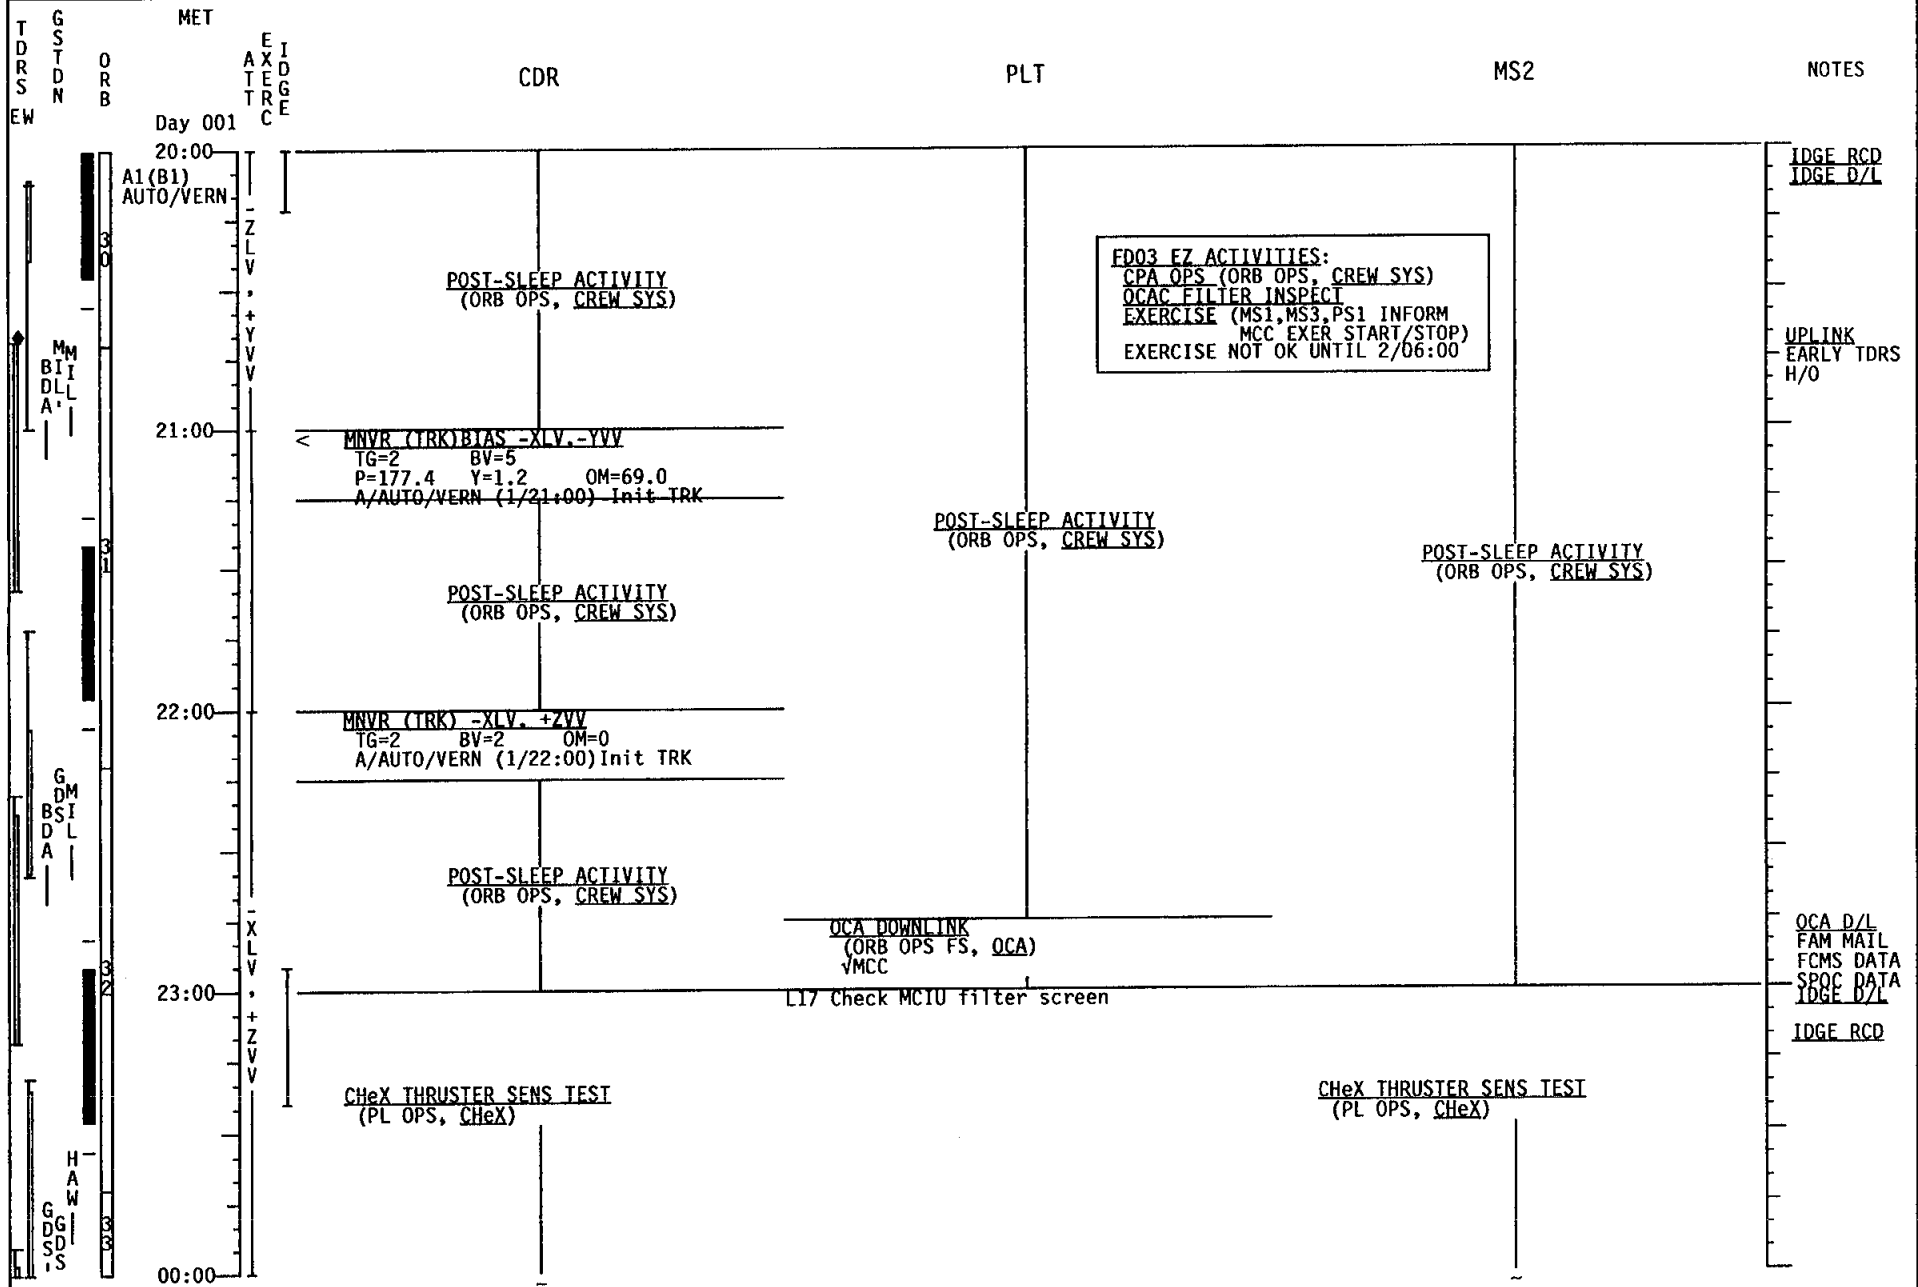 MET
TDRS
GSTDN
ORB
ATT
EXERC
IDGE
CDR
PLT
MS2
NOTES
EW
Day 001
20:00
A1(B1)
AUTO/VERN
-ZLV,+YVV
30
IDGE RCD
IDGE D/L
POST-SLEEP ACTIVITY
(ORB OPS, CREW SYS)
FD03 EZ ACTIVITIES:
CPA OPS (ORB OPS, CREW SYS)
OCAC FILTER INSPECT
EXERCISE (MS1,MS3,PS1 INFORM
MCC EXER START/STOP)
EXERCISE NOT OK UNTIL 2/06:00
UPLINK
EARLY TDRS
H/O
BDA
MIL'
MIL
21:00
< MNVR (TRK)BIAS -XLV,-YVV
TG=2 BV=5
P=177.4 Y=1.2 OM=69.0
A/AUTO/VERN (1/21:00) Init TRK
31
POST-SLEEP ACTIVITY
(ORB OPS, CREW SYS)
POST-SLEEP ACTIVITY
(ORB OPS, CREW SYS)
POST-SLEEP ACTIVITY
(ORB OPS, CREW SYS)
22:00
MNVR (TRK) -XLV, +ZVV
TG=2 BV=2 OM=0
A/AUTO/VERN (1/22:00)Init TRK
BDA
GDS
MIL
POST-SLEEP ACTIVITY
(ORB OPS, CREW SYS)
-XLV,+ZVV
32
OCA DOWNLINK
(ORB OPS FS, OCA)
√MCC
OCA D/L
FAM MAIL
FCMS DATA
SPOC DATA
IDGE D/L
IDGE RCD
23:00
L17 Check MCIU filter screen
CHeX THRUSTER SENS TEST
(PL OPS, CHeX)
CHeX THRUSTER SENS TEST
(PL OPS, CHeX)
HAW
GDS'
GDS
33
00:00